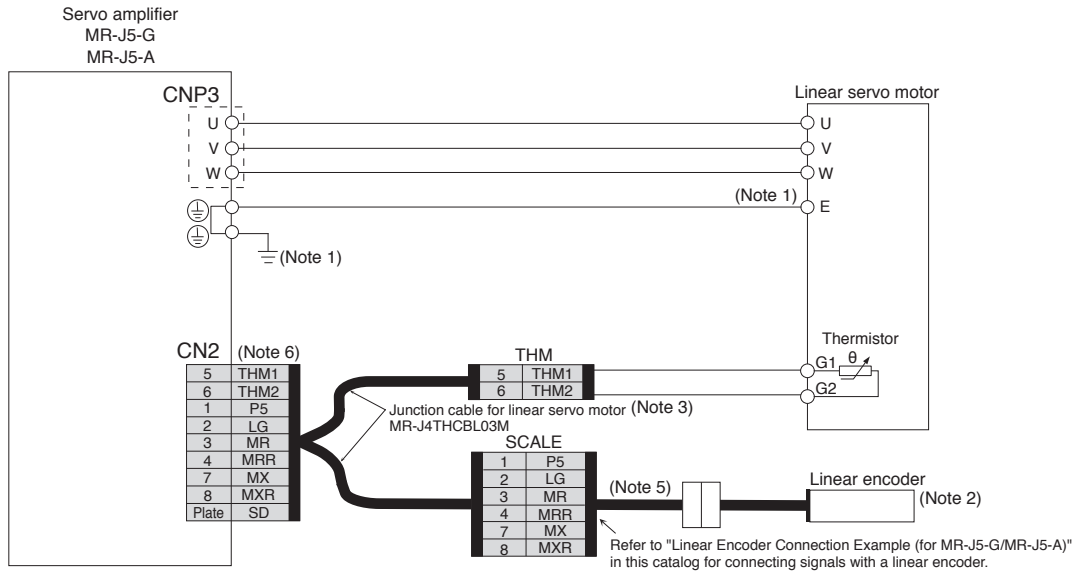 Servo amplifier
MR-J5-G
MR-J5-A
CNP3
U
V
W
Linear servo motor
U
V
W
(Note 1)
E
(Note 1)
CN2 (Note 6)
5 THM1
6 THM2
1 P5
2 LG
3 MR
4 MRR
7 MX
8 MXR
Plate SD
THM
5 THM1
6 THM2
Thermistor
G1 θ
G2
Junction cable for linear servo motor (Note 3)
MR-J4THCBL03M
SCALE
1 P5
2 LG
3 MR
4 MRR
7 MX
8 MXR
(Note 5)
Linear encoder
(Note 2)
Refer to "Linear Encoder Connection Example (for MR-J5-G/MR-J5-A)"
in this catalog for connecting signals with a linear encoder.